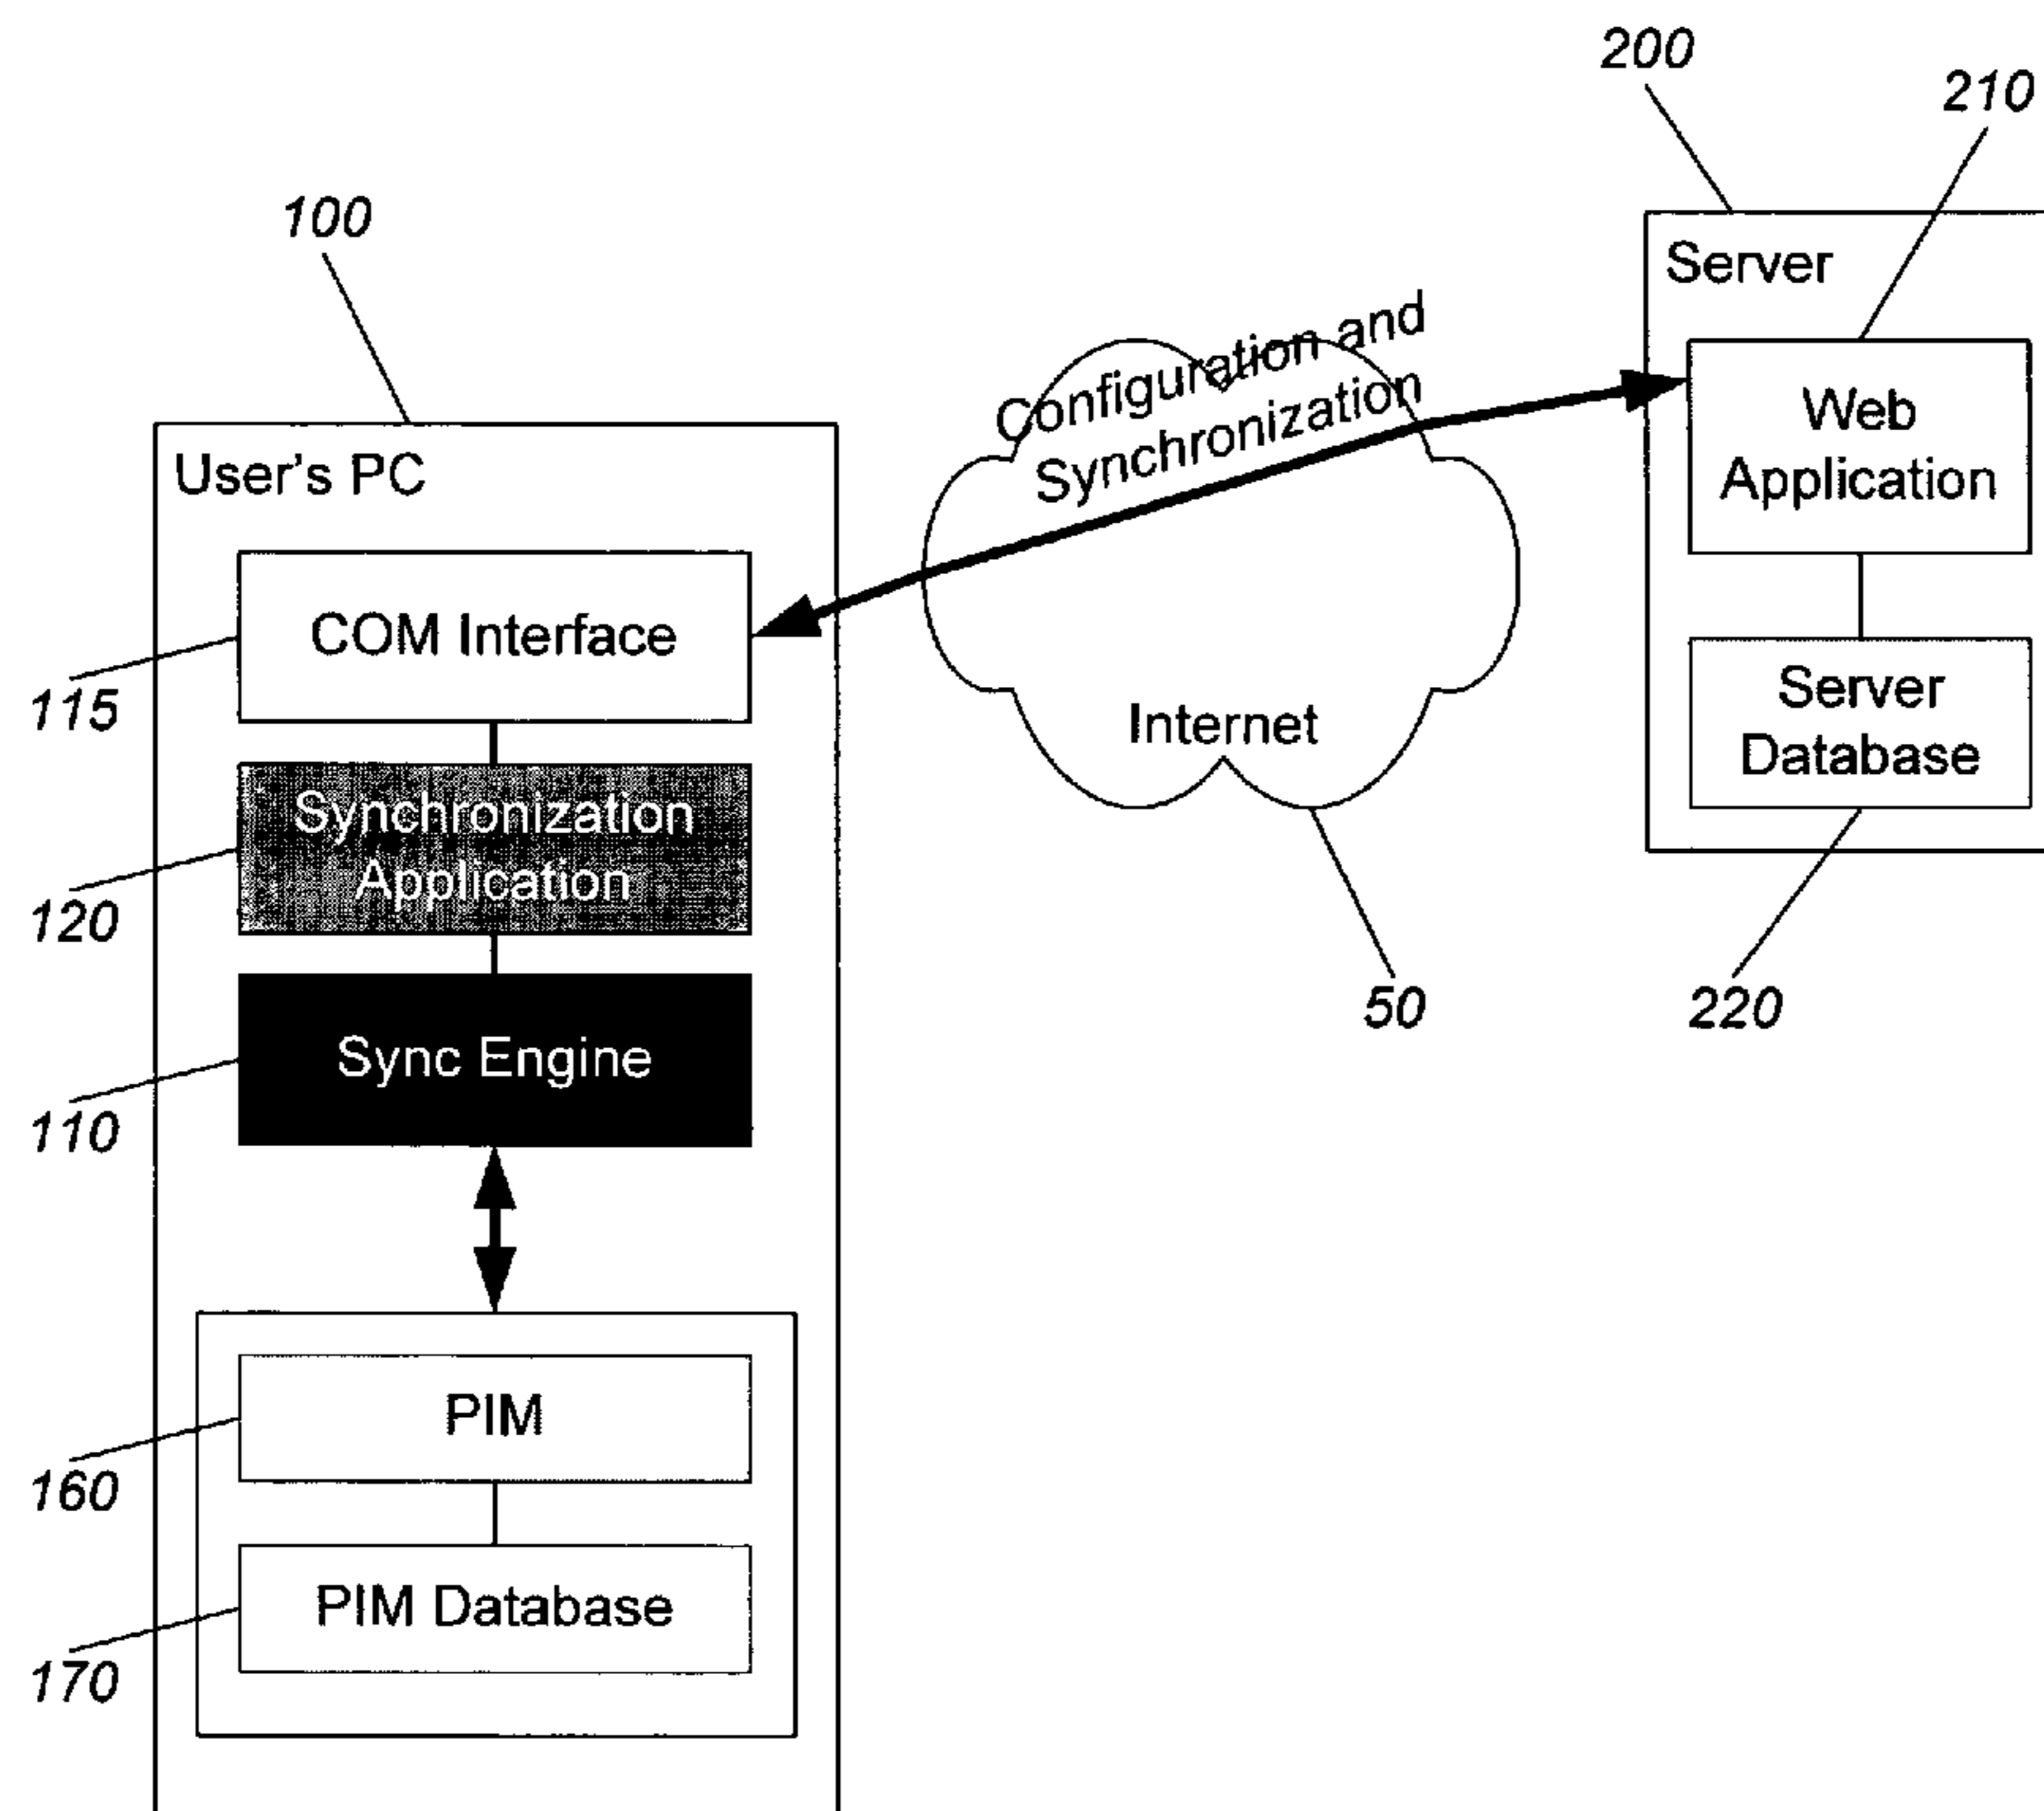 200
210
100
Server
Configuration and
Synchronization
Web
Application
User's PC
COM Interface
115
Server
Database
Internet
Synchronization
Application
120
50
220
Sync Engine
110
PIM
160
PIM Database
170